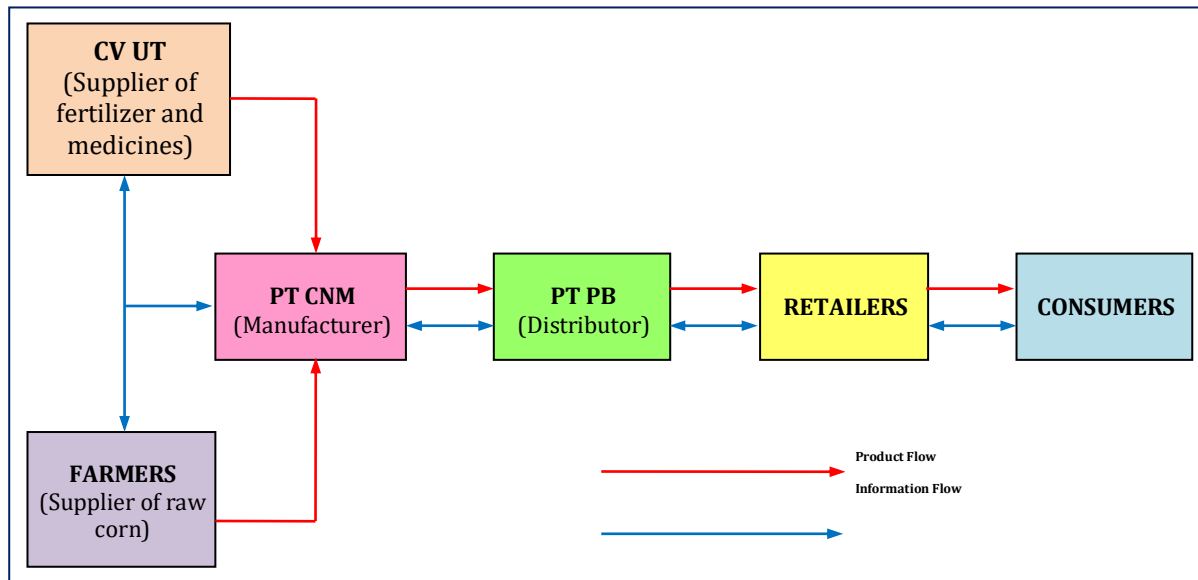 CV UT
(Supplier of
fertilizer and
medicines)
PT CNM
(Manufacturer)
PT PB
(Distributor)
RETAILERS
CONSUMERS
FARMERS
(Supplier of raw
corn)
Product Flow
Information Flow